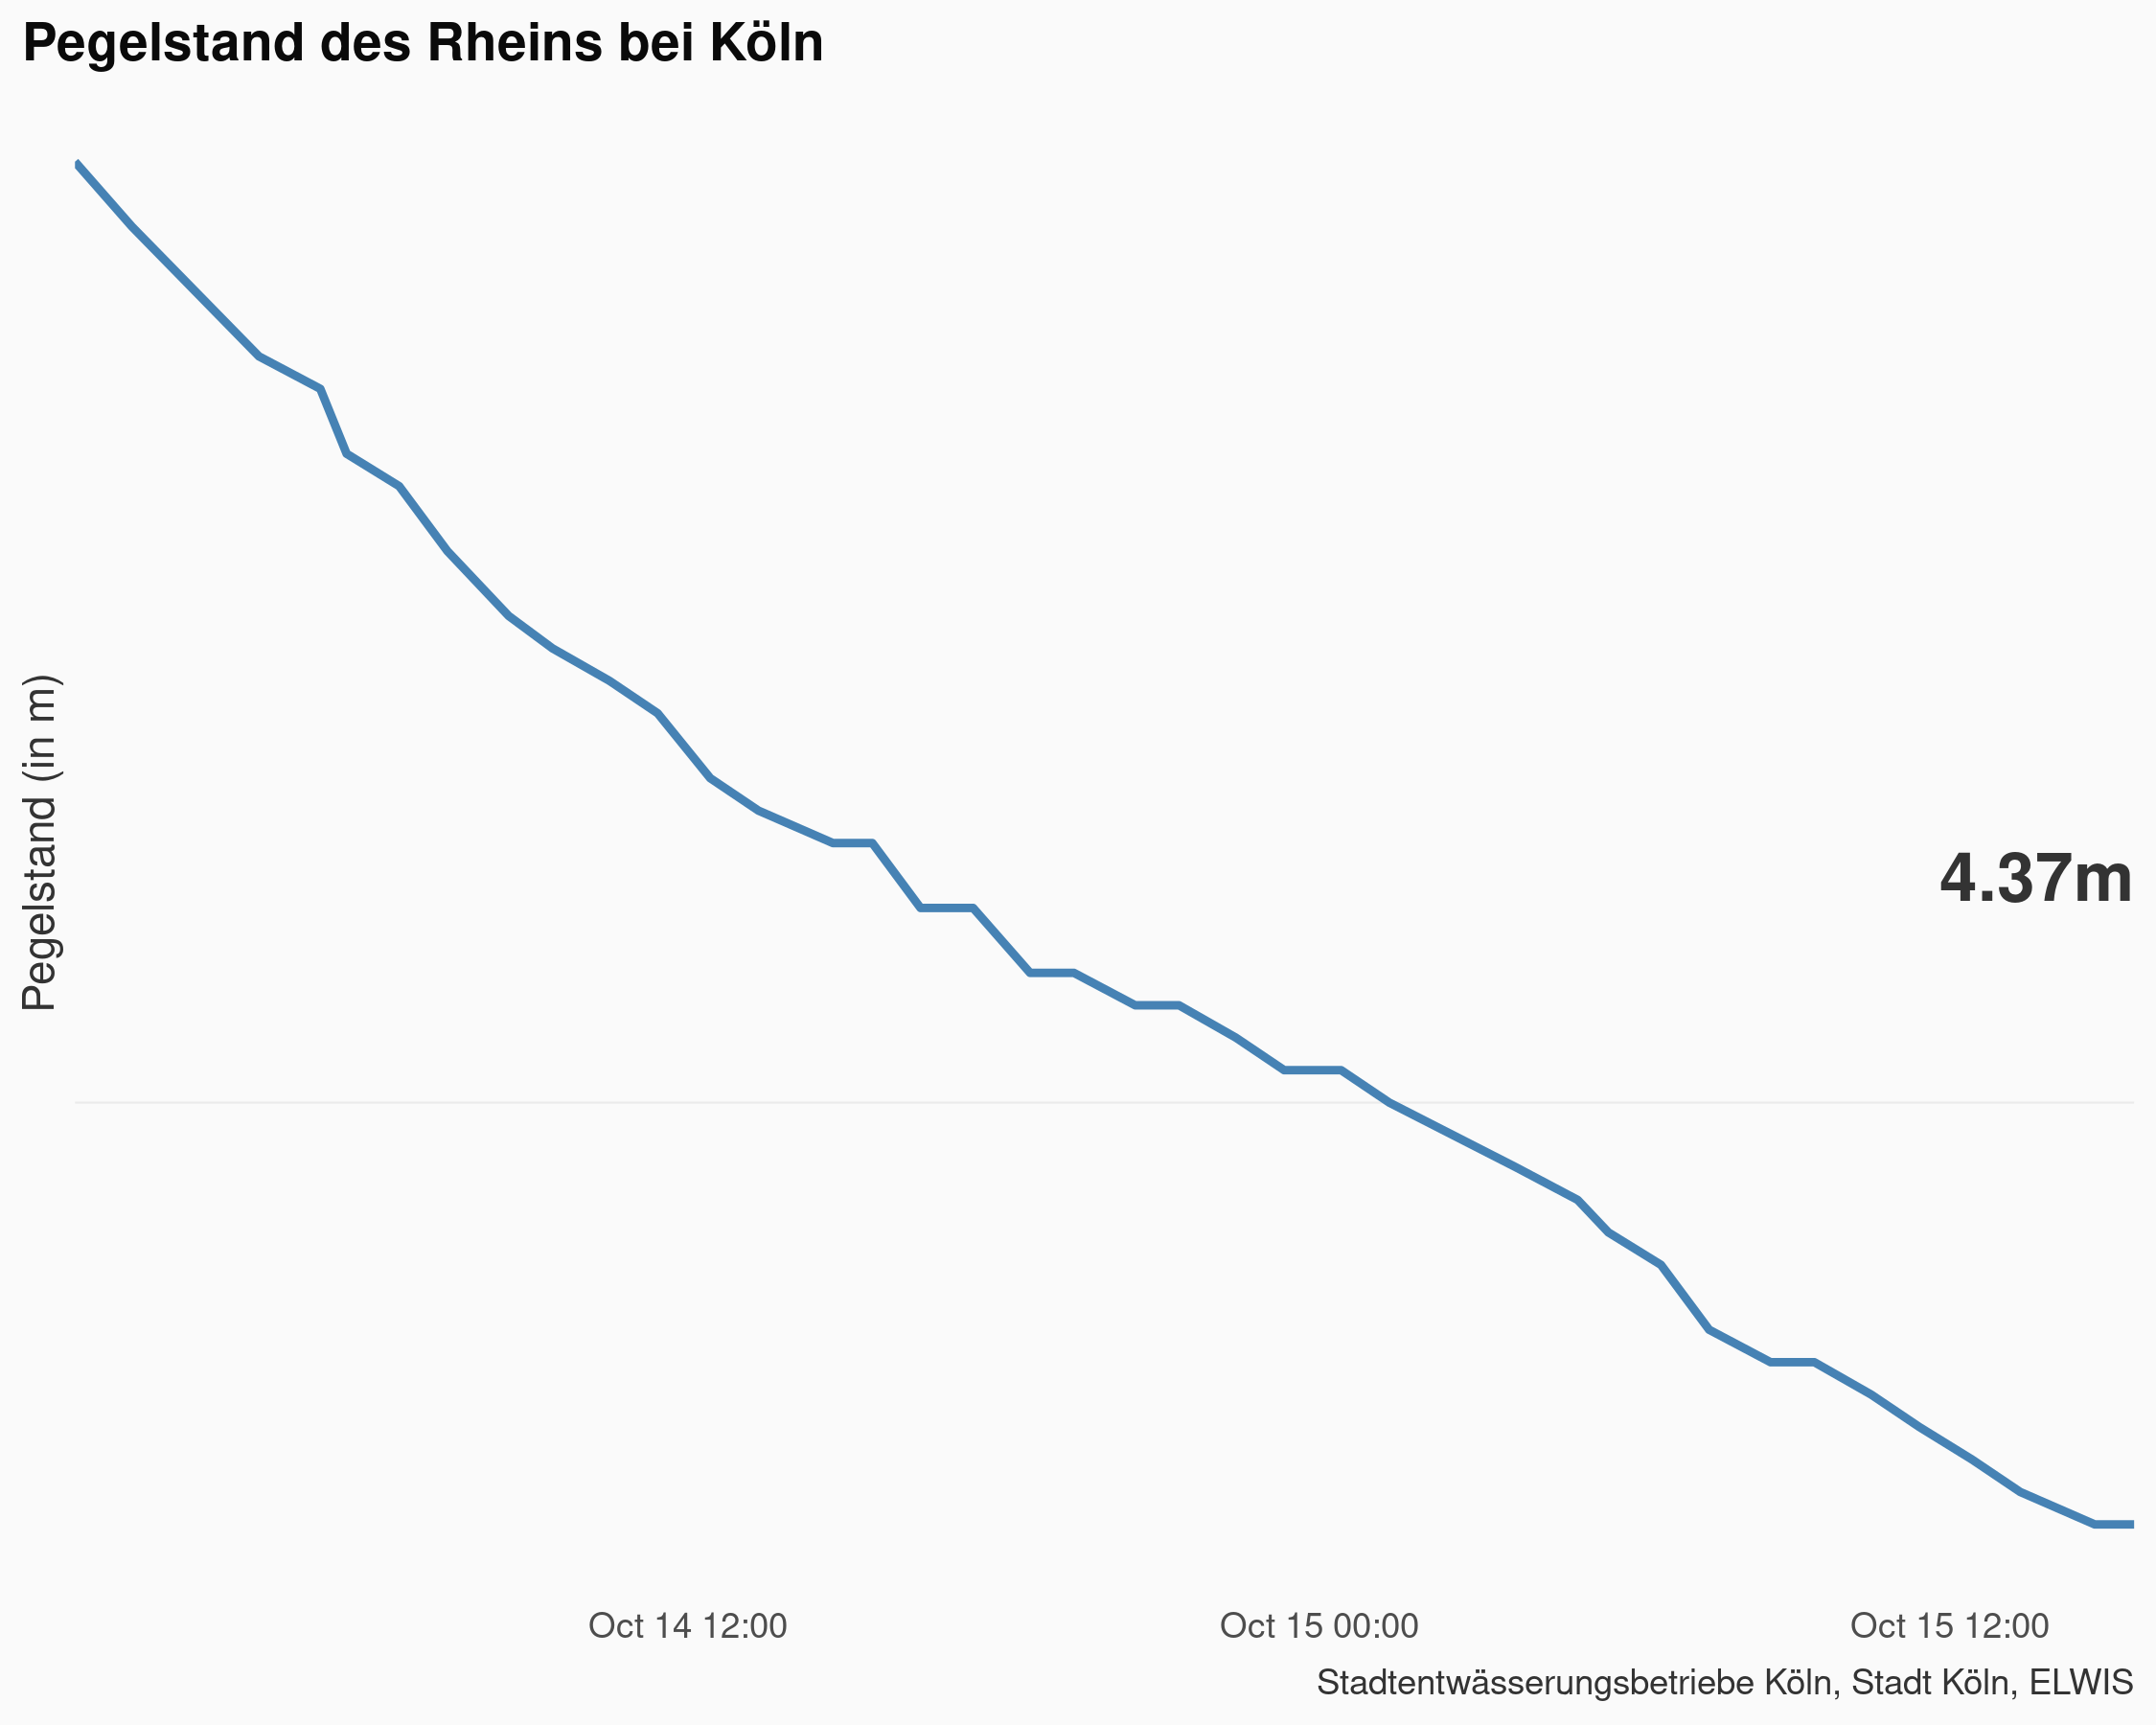 Pegelstand des Rheins bei Köln
Pegelstand (in m)
4.37m
Oct 14 12:00
Oct 15 00:00
Oct 15 12:00
Stadtentwässerungsbetriebe Köln, Stadt Köln, ELWIS